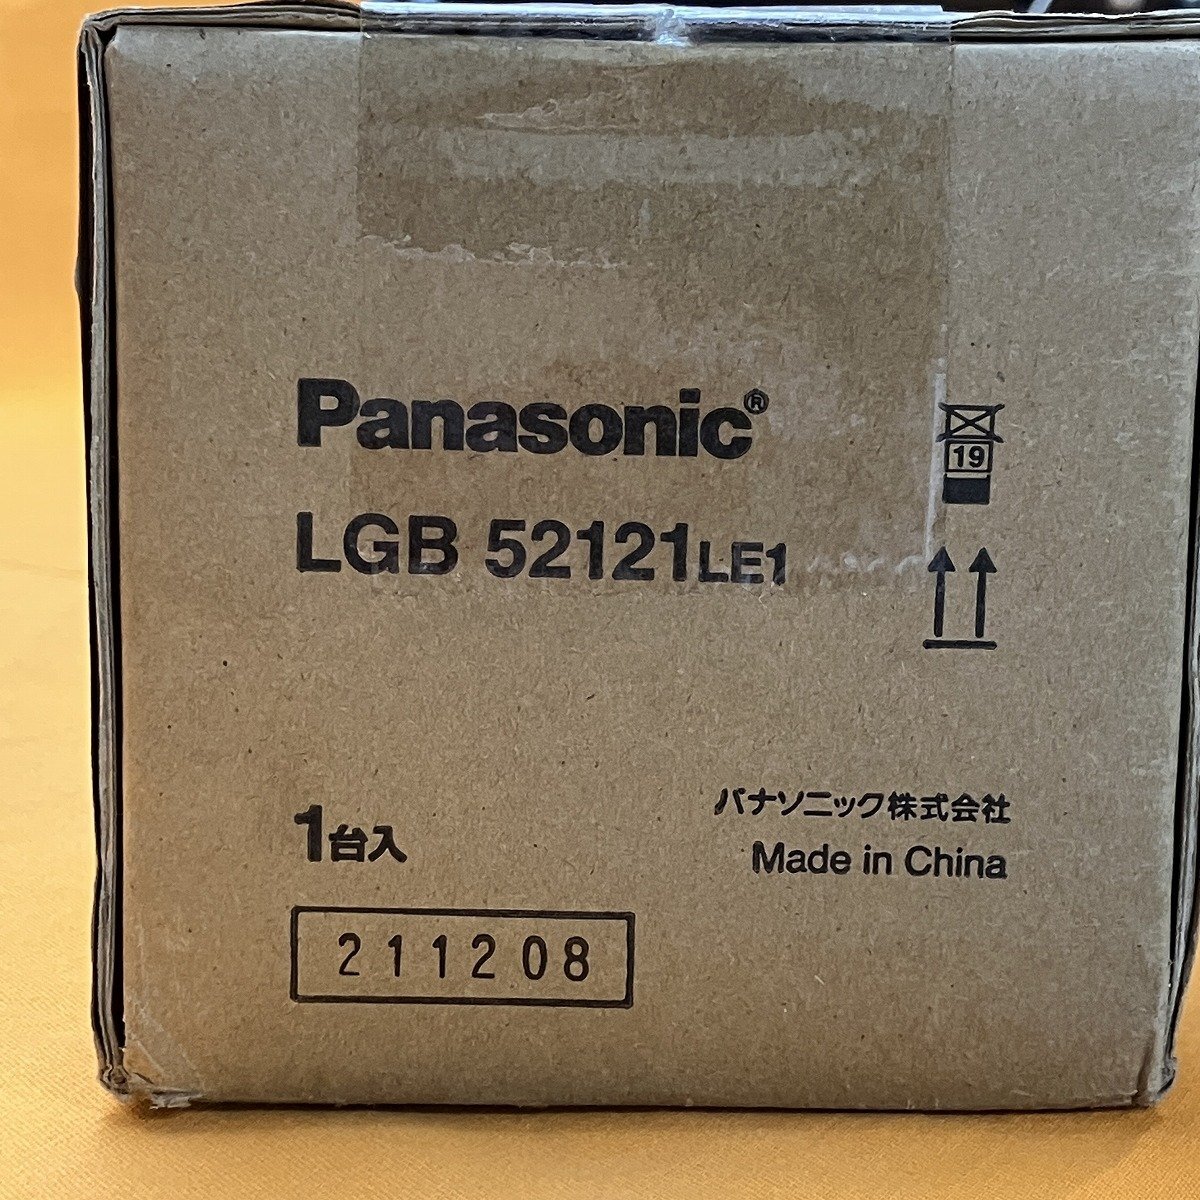 Panasonic®
19
LGB 52121LE1
パナソニック株式会社
1台入
Made in China
211208